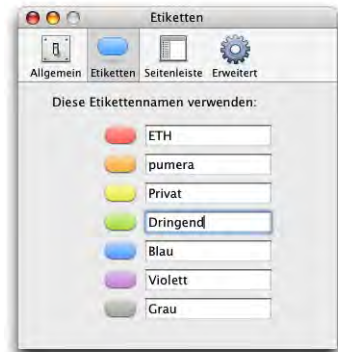 Etiketten
Allgemein Etiketten Seitenleiste Erweitert
Diese Etikettennamen verwenden:
ETH
pumera
Privat
Dringend
Blau
Violett
Grau